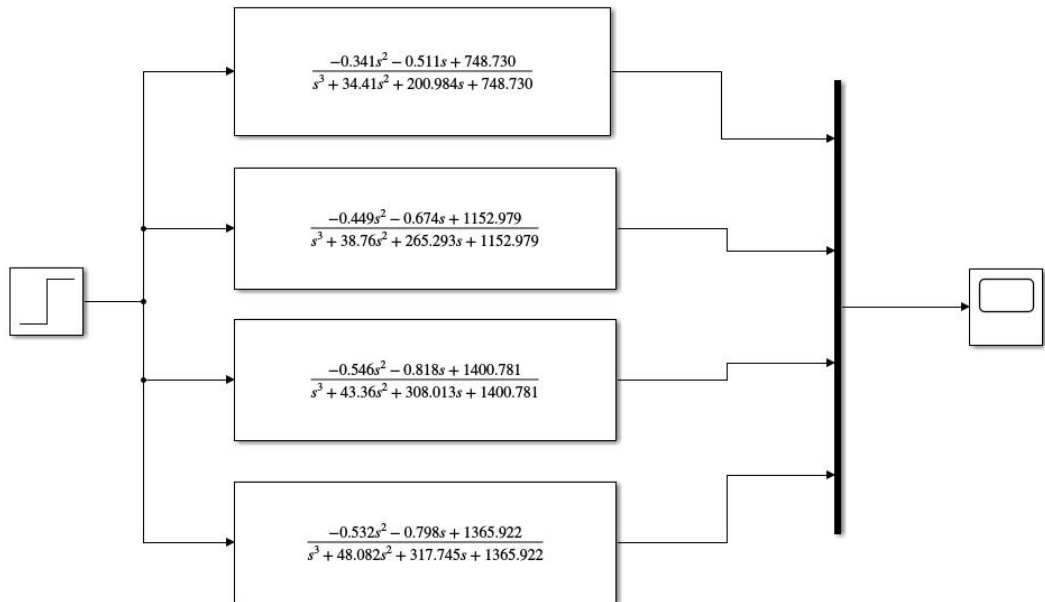 −0.341s² − 0.511s + 748.730
s³ + 34.41s² + 200.984s + 748.730
−0.449s² − 0.674s + 1152.979
s³ + 38.76s² + 265.293s + 1152.979
−0.546s² − 0.818s + 1400.781
s³ + 43.36s² + 308.013s + 1400.781
−0.532s² − 0.798s + 1365.922
s³ + 48.082s² + 317.745s + 1365.922